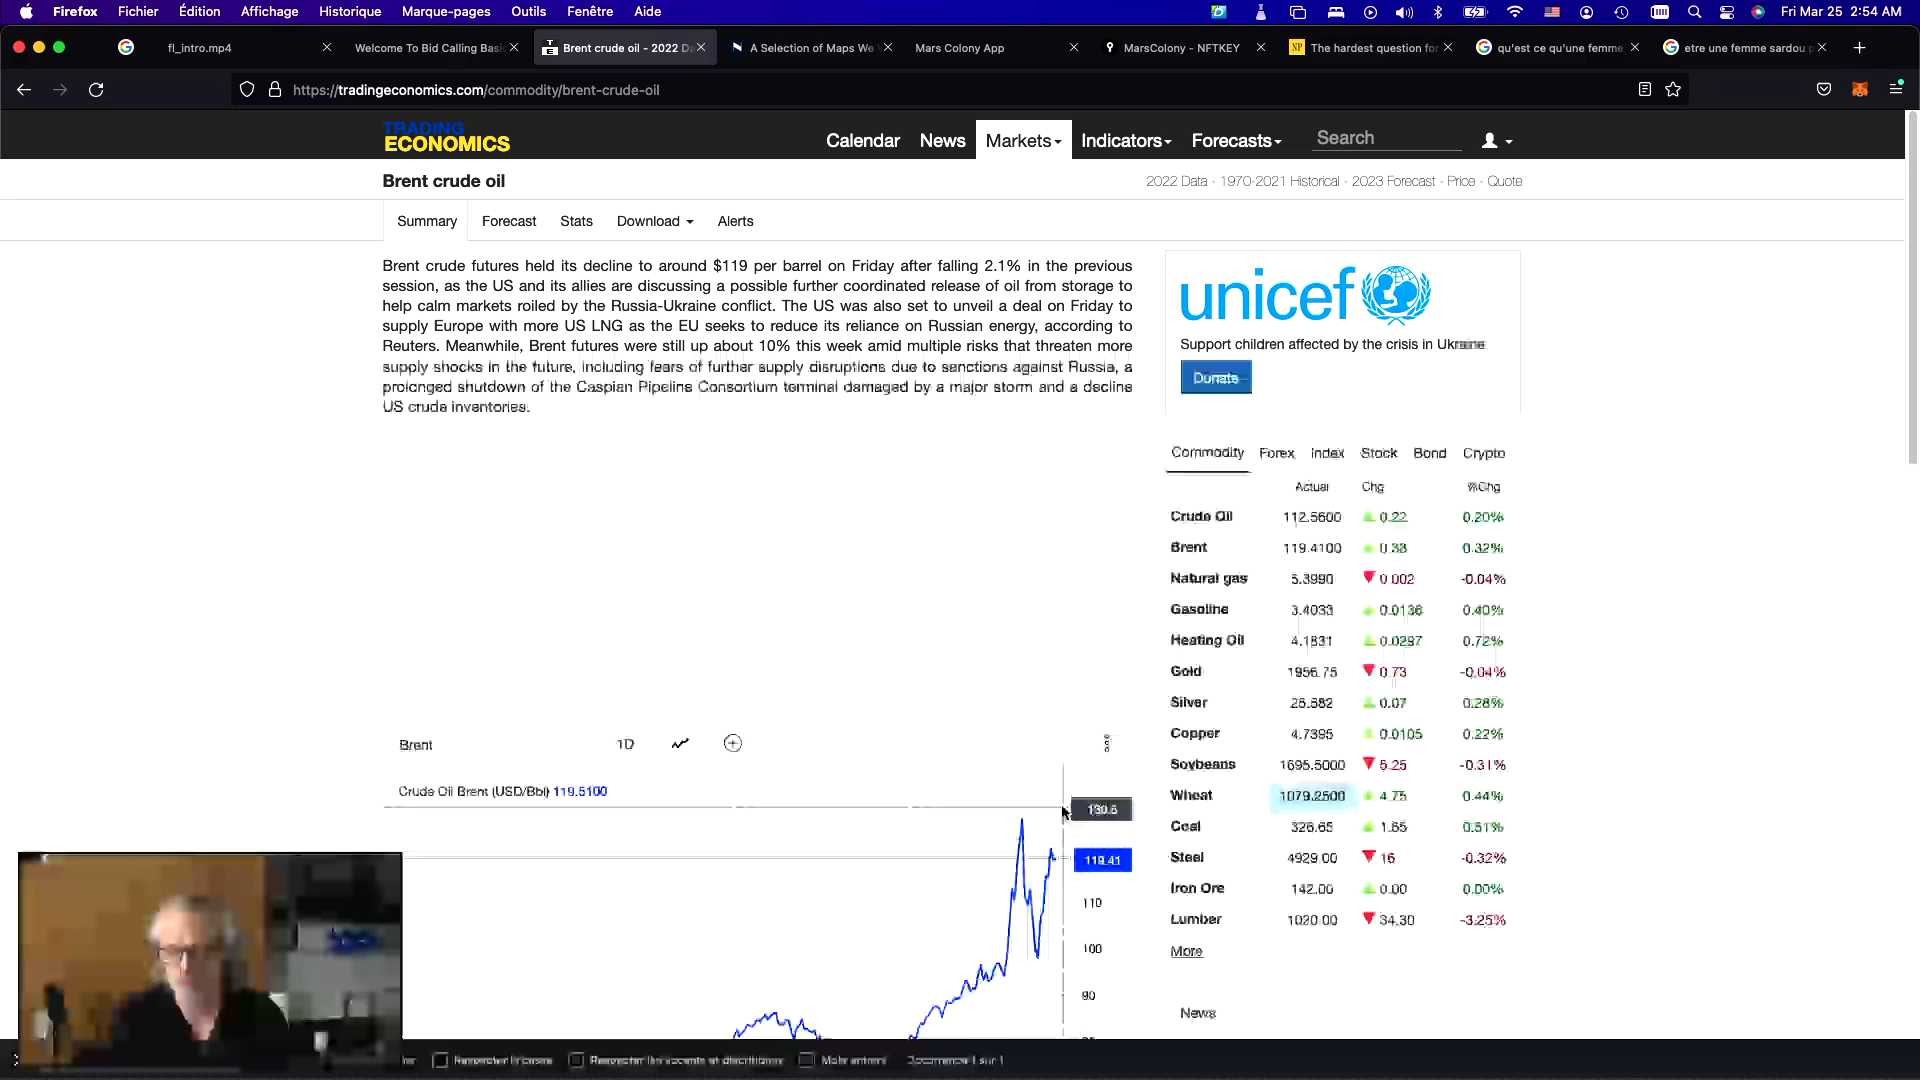 Firefox Fichier Édition Affichage Historique Marque-pages Outils Fenêtre Aide Fri Mar 25 2:54 AM
fl_intro.mp4 Welcome To Bid Calling Basi Brent crude oil - 2022 Da A Selection of Maps We Mars Colony App MarsColony - NFTKEY The hardest question for qu'est ce qu'une femme etre une femme sardou p
https://tradingeconomics.com/commodity/brent-crude-oil
TRADING
ECONOMICS
Calendar News Markets Indicators Forecasts Search
Brent crude oil
2022 Data - 1970-2021 Historical - 2023 Forecast - Price - Quote
Summary Forecast Stats Download Alerts
Brent crude futures held its decline to around $119 per barrel on Friday after falling 2.1% in the previous
session, as the US and its allies are discussing a possible further coordinated release of oil from storage to
help calm markets roiled by the Russia-Ukraine conflict. The US was also set to unveil a deal on Friday to
supply Europe with more US LNG as the EU seeks to reduce its reliance on Russian energy, according to
Reuters. Meanwhile, Brent futures were still up about 10% this week amid multiple risks that threaten more
supply shocks in the future, including fears of further supply disruptions due to sanctions against Russia, a
prolonged shutdown of the Caspian Pipeline Consortium terminal damaged by a major storm and a decline
US crude inventories.
unicef
Support children affected by the crisis in Ukraine
Donate
Commodity Forex Index Stock Bond Crypto
Actual Chg %Chg
Crude Oil 112.5600 0.22 0.20%
Brent 119.4100 0.38 0.32%
Natural gas 5.3990 0.002 -0.04%
Gasoline 3.4033 0.0136 0.40%
Heating Oil 4.1831 0.0297 0.72%
Gold 1956.75 0.73 -0.04%
Silver 25.582 0.07 0.28%
Copper 4.7395 0.0105 0.22%
Soybeans 1695.5000 5.25 -0.31%
Wheat 1079.2500 4.75 0.44%
Coal 326.65 1.65 0.51%
Steel 4929.00 16 -0.32%
Iron Ore 142.00 0.00 0.00%
Lumber 1020.00 34.30 -3.25%
More
News
Brent 1D
Crude Oil Brent (USD/Bbl) 119.5100
130.5
119.41
110
100
90
Respecter la casse Respecter les accents et diacritiques Mots entiers Occurrence 1 sur 1